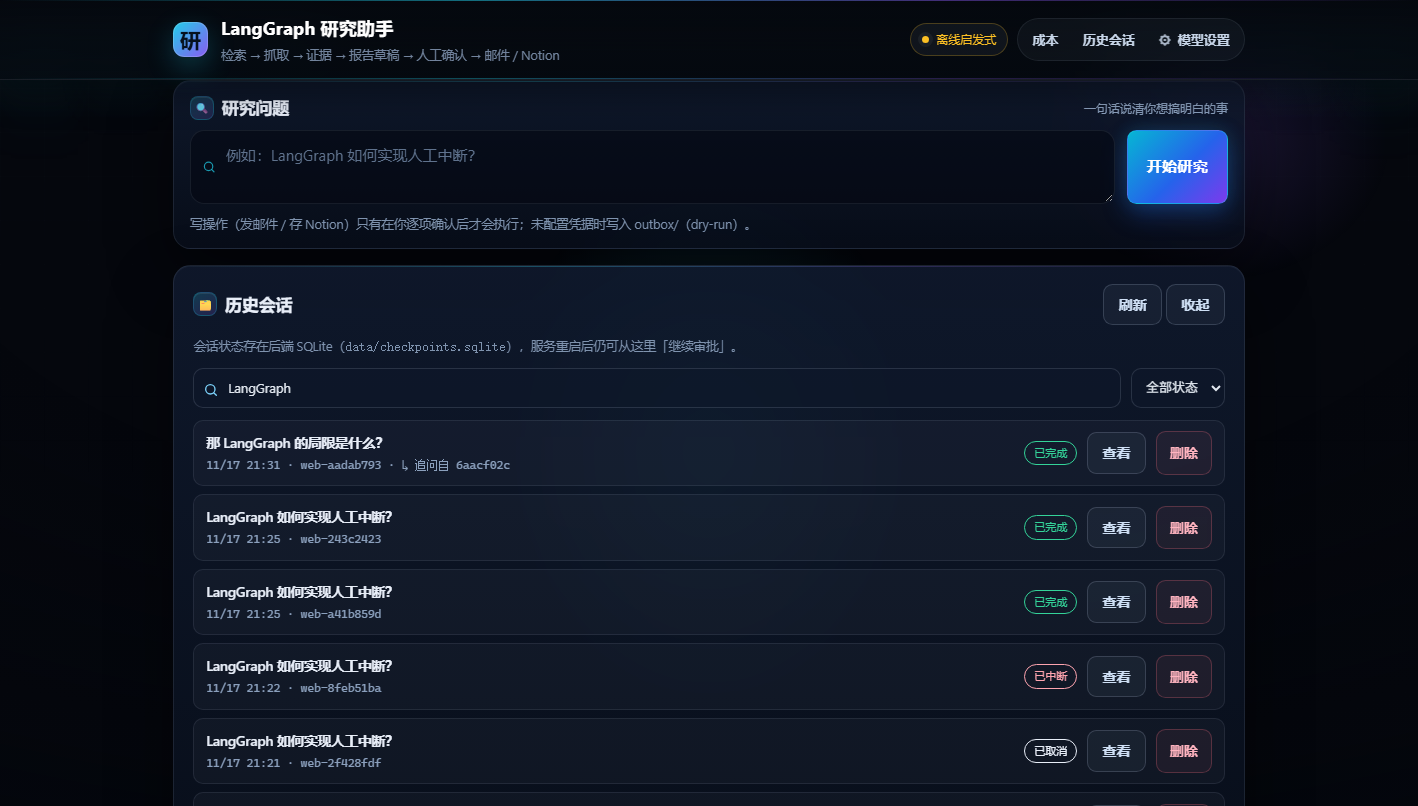 研
LangGraph 研究助手
检索 → 抓取 → 证据 → 报告草稿 → 人工确认 → 邮件 / Notion
离线启发式
成本
历史会话
模型设置
研究问题
一句话说清你想搞明白的事
例如：LangGraph 如何实现人工中断？
开始研究
写操作（发邮件 / 存 Notion）只有在你逐项确认后才会执行；未配置凭据时写入 outbox/（dry-run）。
历史会话
刷新
收起
会话状态存在后端 SQLite（data/checkpoints.sqlite），服务重启后仍可从这里「继续审批」。
LangGraph
全部状态
那 LangGraph 的局限是什么？
11/17 21:31 · web-aadab793 · ↳ 追问自 6aacf02c
已完成
查看
删除
LangGraph 如何实现人工中断？
11/17 21:25 · web-243c2423
已完成
查看
删除
LangGraph 如何实现人工中断？
11/17 21:25 · web-a41b859d
已完成
查看
删除
LangGraph 如何实现人工中断？
11/17 21:22 · web-8feb51ba
已中断
查看
删除
LangGraph 如何实现人工中断？
11/17 21:21 · web-2f428fdf
已取消
查看
删除